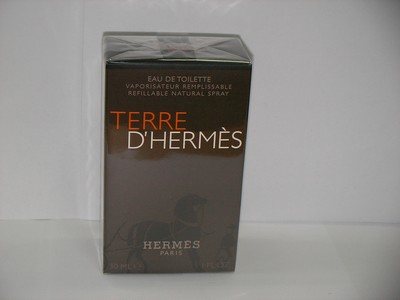 EAU DE TOILETTE
VAPORISATEUR REMPLISSABLE
REFILLABLE NATURAL SPRAY
TERRE
D'HERMÈS
HERMÈS
PARIS